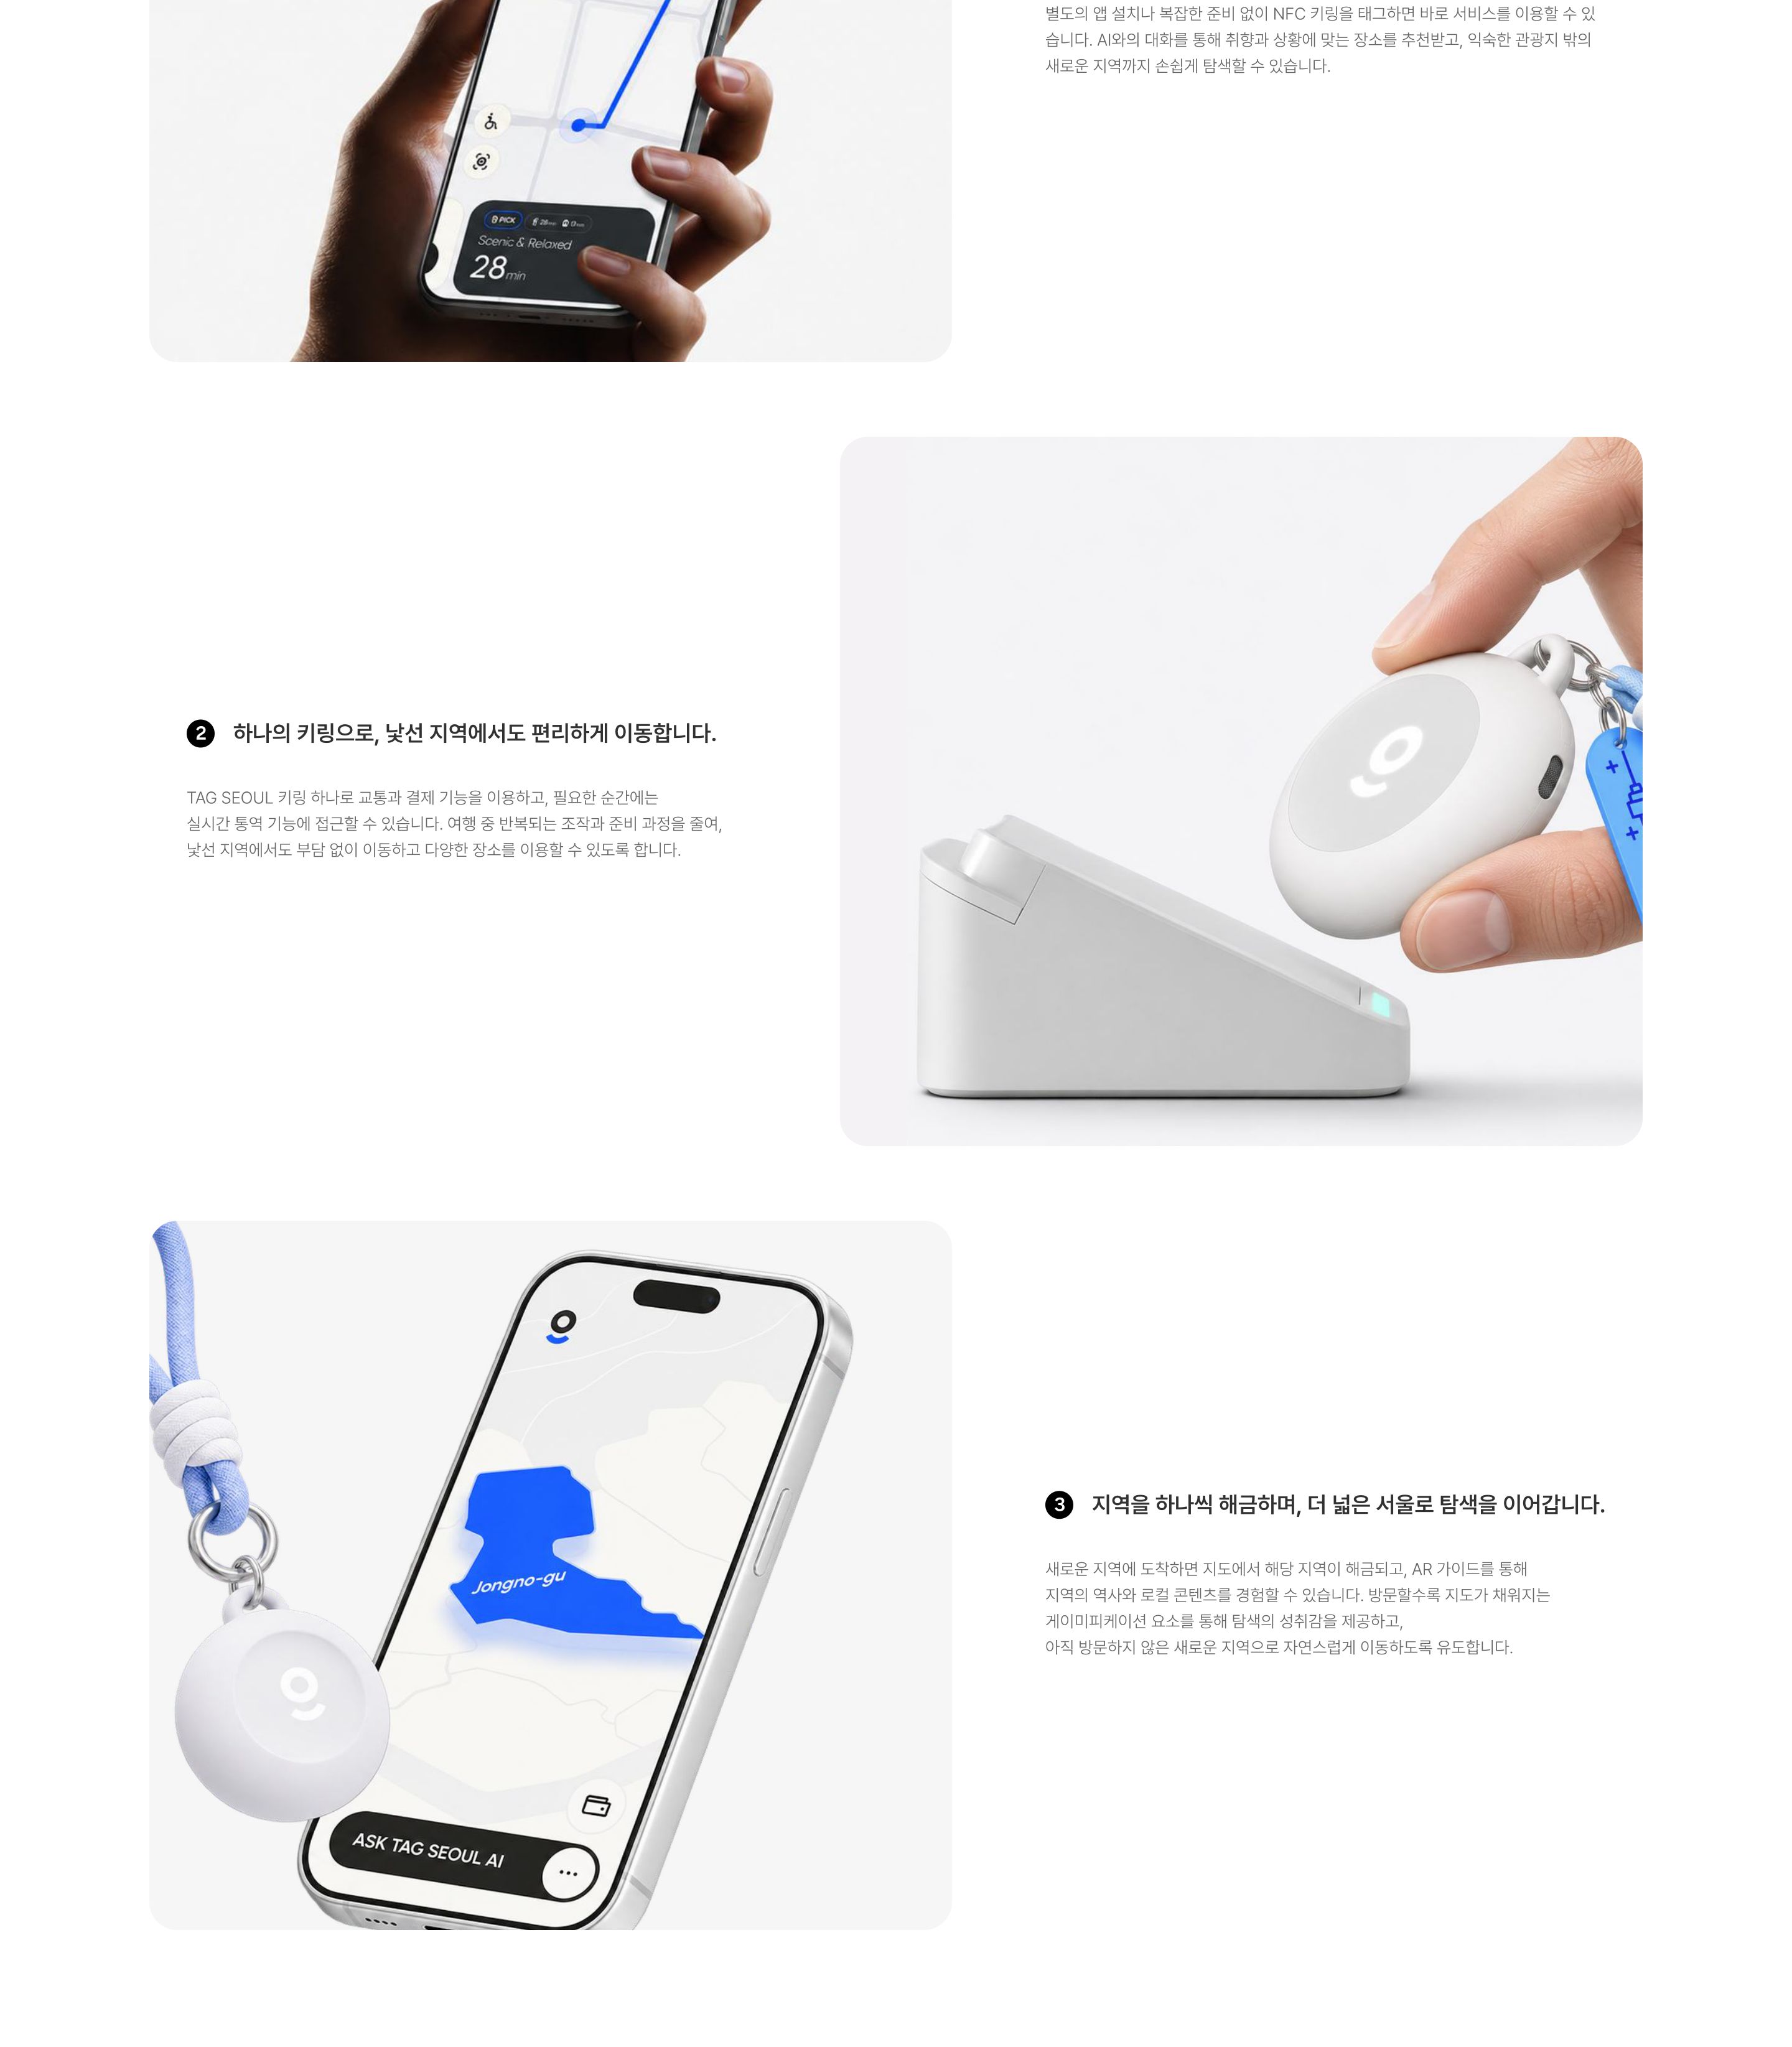 별도의 앱 설치나 복잡한 준비 없이 NFC 키링을 태그하면 바로 서비스를 이용할 수 있
습니다. AI와의 대화를 통해 취향과 상황에 맞는 장소를 추천받고, 익숙한 관광지 밖의
새로운 지역까지 손쉽게 탐색할 수 있습니다.
PICK 28min
Scenic & Relaxed
28 min
2 하나의 키링으로, 낯선 지역에서도 편리하게 이동합니다.
TAG SEOUL 키링 하나로 교통과 결제 기능을 이용하고, 필요한 순간에는
실시간 통역 기능에 접근할 수 있습니다. 여행 중 반복되는 조작과 준비 과정을 줄여,
낯선 지역에서도 부담 없이 이동하고 다양한 장소를 이용할 수 있도록 합니다.
Jongno-gu
ASK TAG SEOUL AI
3 지역을 하나씩 해금하며, 더 넓은 서울로 탐색을 이어갑니다.
새로운 지역에 도착하면 지도에서 해당 지역이 해금되고, AR 가이드를 통해
지역의 역사와 로컬 콘텐츠를 경험할 수 있습니다. 방문할수록 지도가 채워지는
게이미피케이션 요소를 통해 탐색의 성취감을 제공하고,
아직 방문하지 않은 새로운 지역으로 자연스럽게 이동하도록 유도합니다.